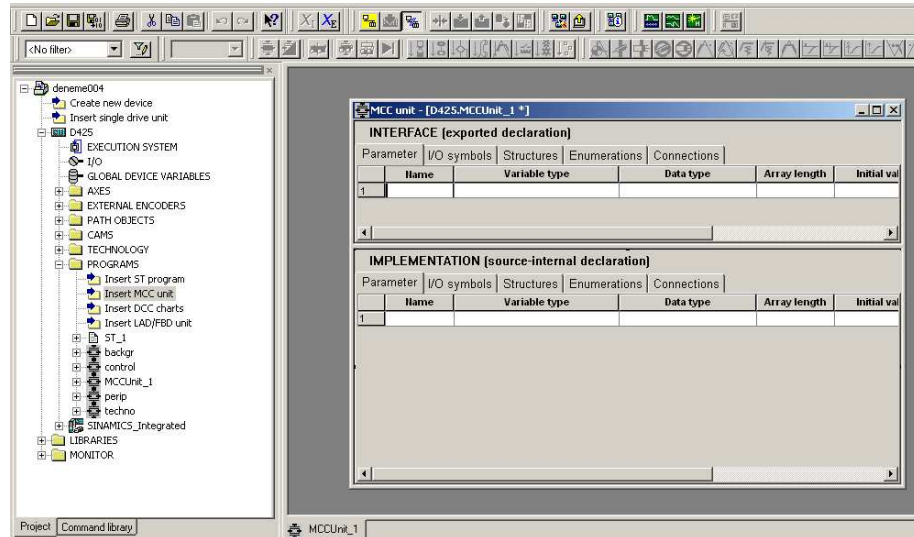 <No filter>
deneme004
Create new device
Insert single drive unit
D425
EXECUTION SYSTEM
I/O
GLOBAL DEVICE VARIABLES
AXES
EXTERNAL ENCODERS
PATH OBJECTS
CAMS
TECHNOLOGY
PROGRAMS
Insert ST program
Insert MCC unit
Insert DCC charts
Insert LAD/FBD unit
ST_1
backgr
control
MCCUnit_1
perip
techno
SINAMICS_Integrated
LIBRARIES
MONITOR
Project Command library
MCC unit - [D425.MCCUnit_1 *]
INTERFACE (exported declaration)
Parameter I/O symbols Structures Enumerations Connections
Name Variable type Data type Array length Initial val
1
IMPLEMENTATION (source-internal declaration)
Parameter I/O symbols Structures Enumerations Connections
Name Variable type Data type Array length Initial val
1
MCCUnit_1